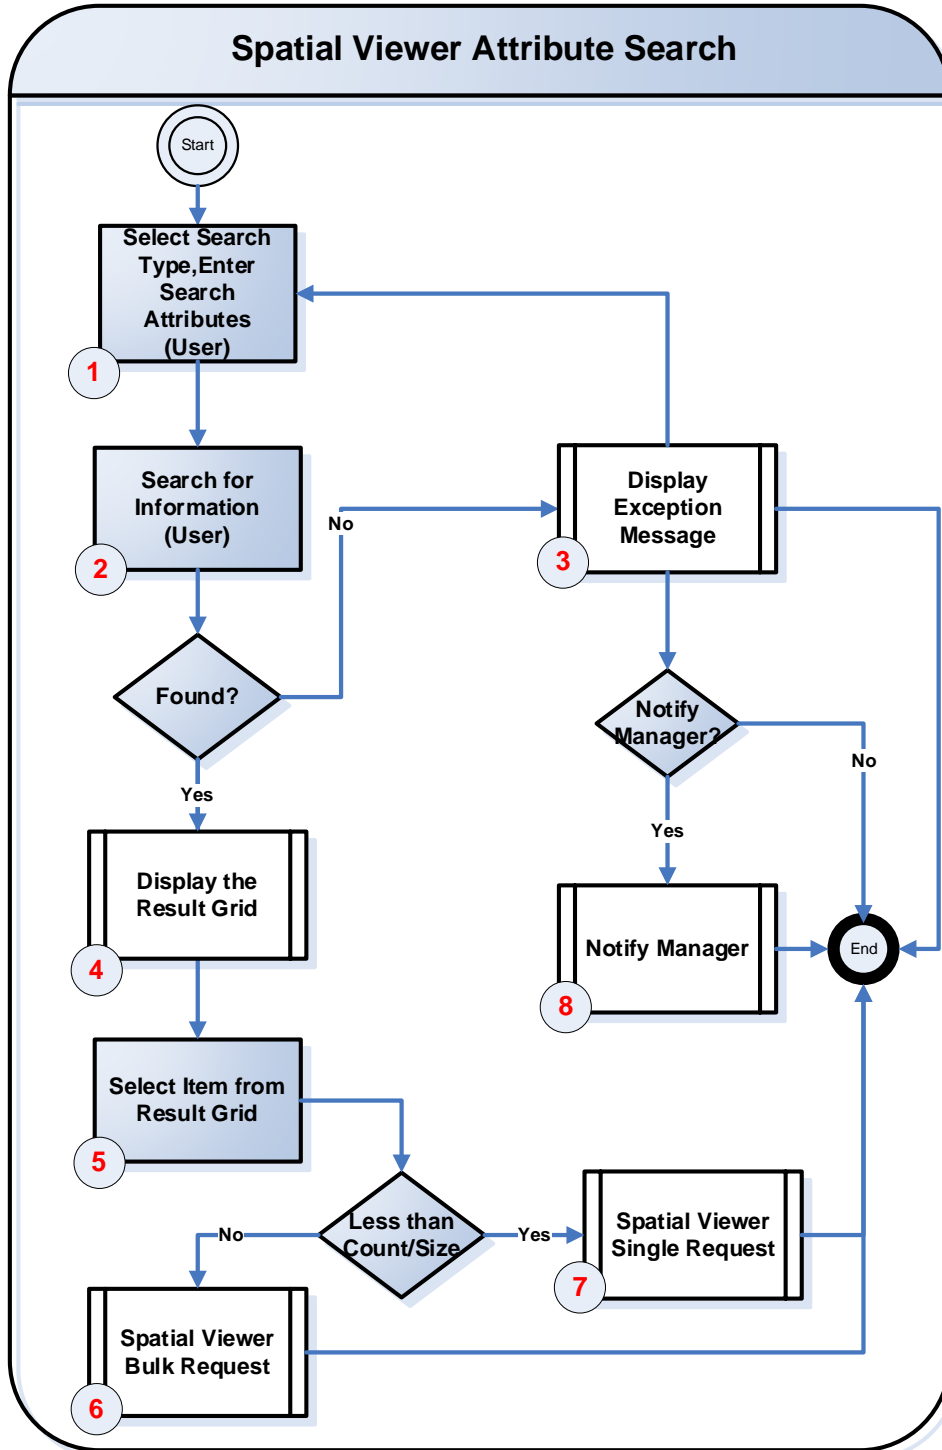 Spatial Viewer Attribute Search
Start
Select Search
Type,Enter
Search
Attributes
(User)
1
Search for
Information
(User)
2
No
Display
Exception
Message
3
Found?
Notify
Manager?
No
Yes
Yes
Display the
Result Grid
4
Notify Manager
8
End
Select Item from
Result Grid
5
Less than
Count/Size
No
Yes
Spatial Viewer
Single Request
7
Spatial Viewer
Bulk Request
6